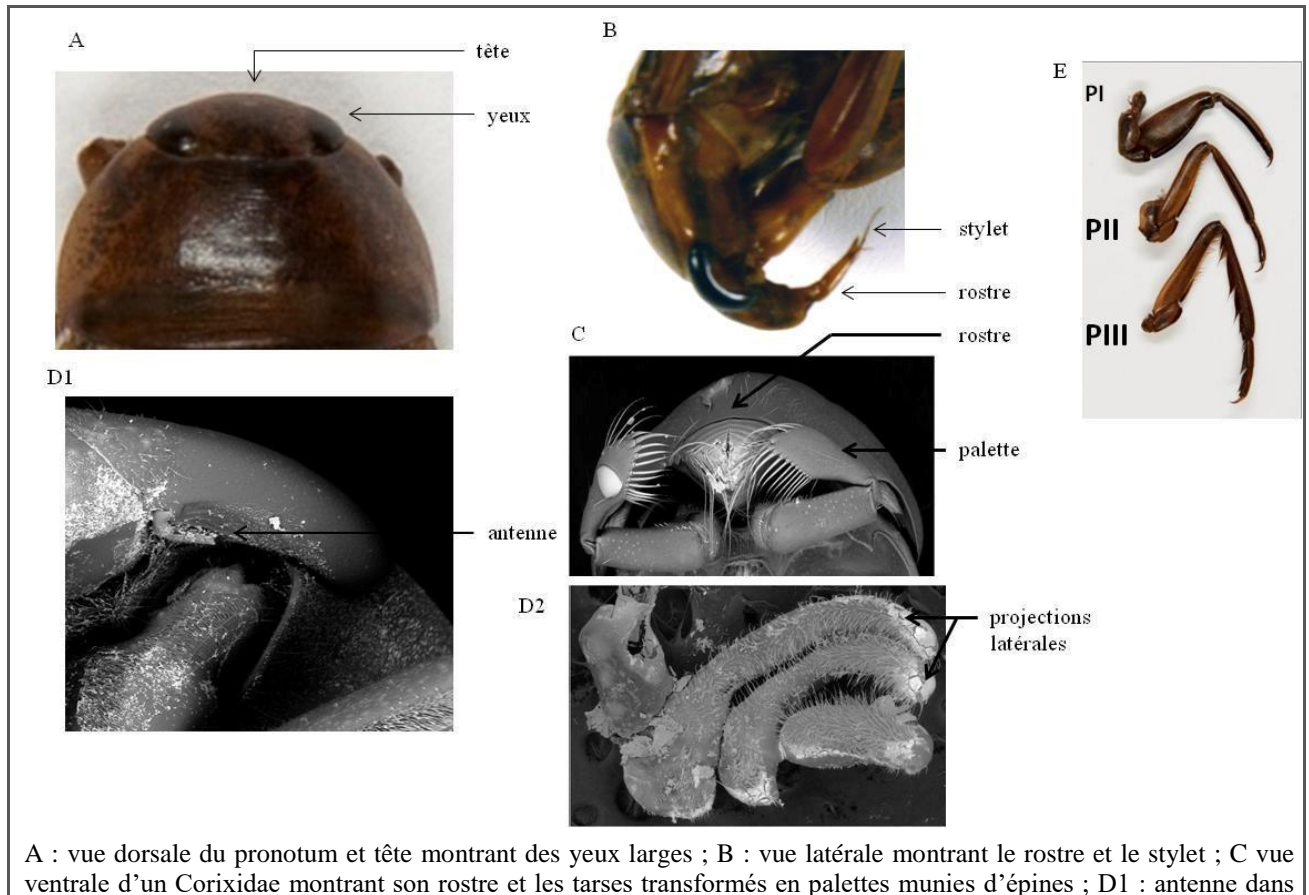 A
tête
yeux
B
stylet
rostre
E
PI
PII
PIII
C
rostre
palette
D1
antenne
D2
projections
latérales
A : vue dorsale du pronotum et tête montrant des yeux larges ; B : vue latérale montrant le rostre et le stylet ; C vue
ventrale d’un Corixidae montrant son rostre et les tarses transformés en palettes munies d’épines ; D1 : antenne dans